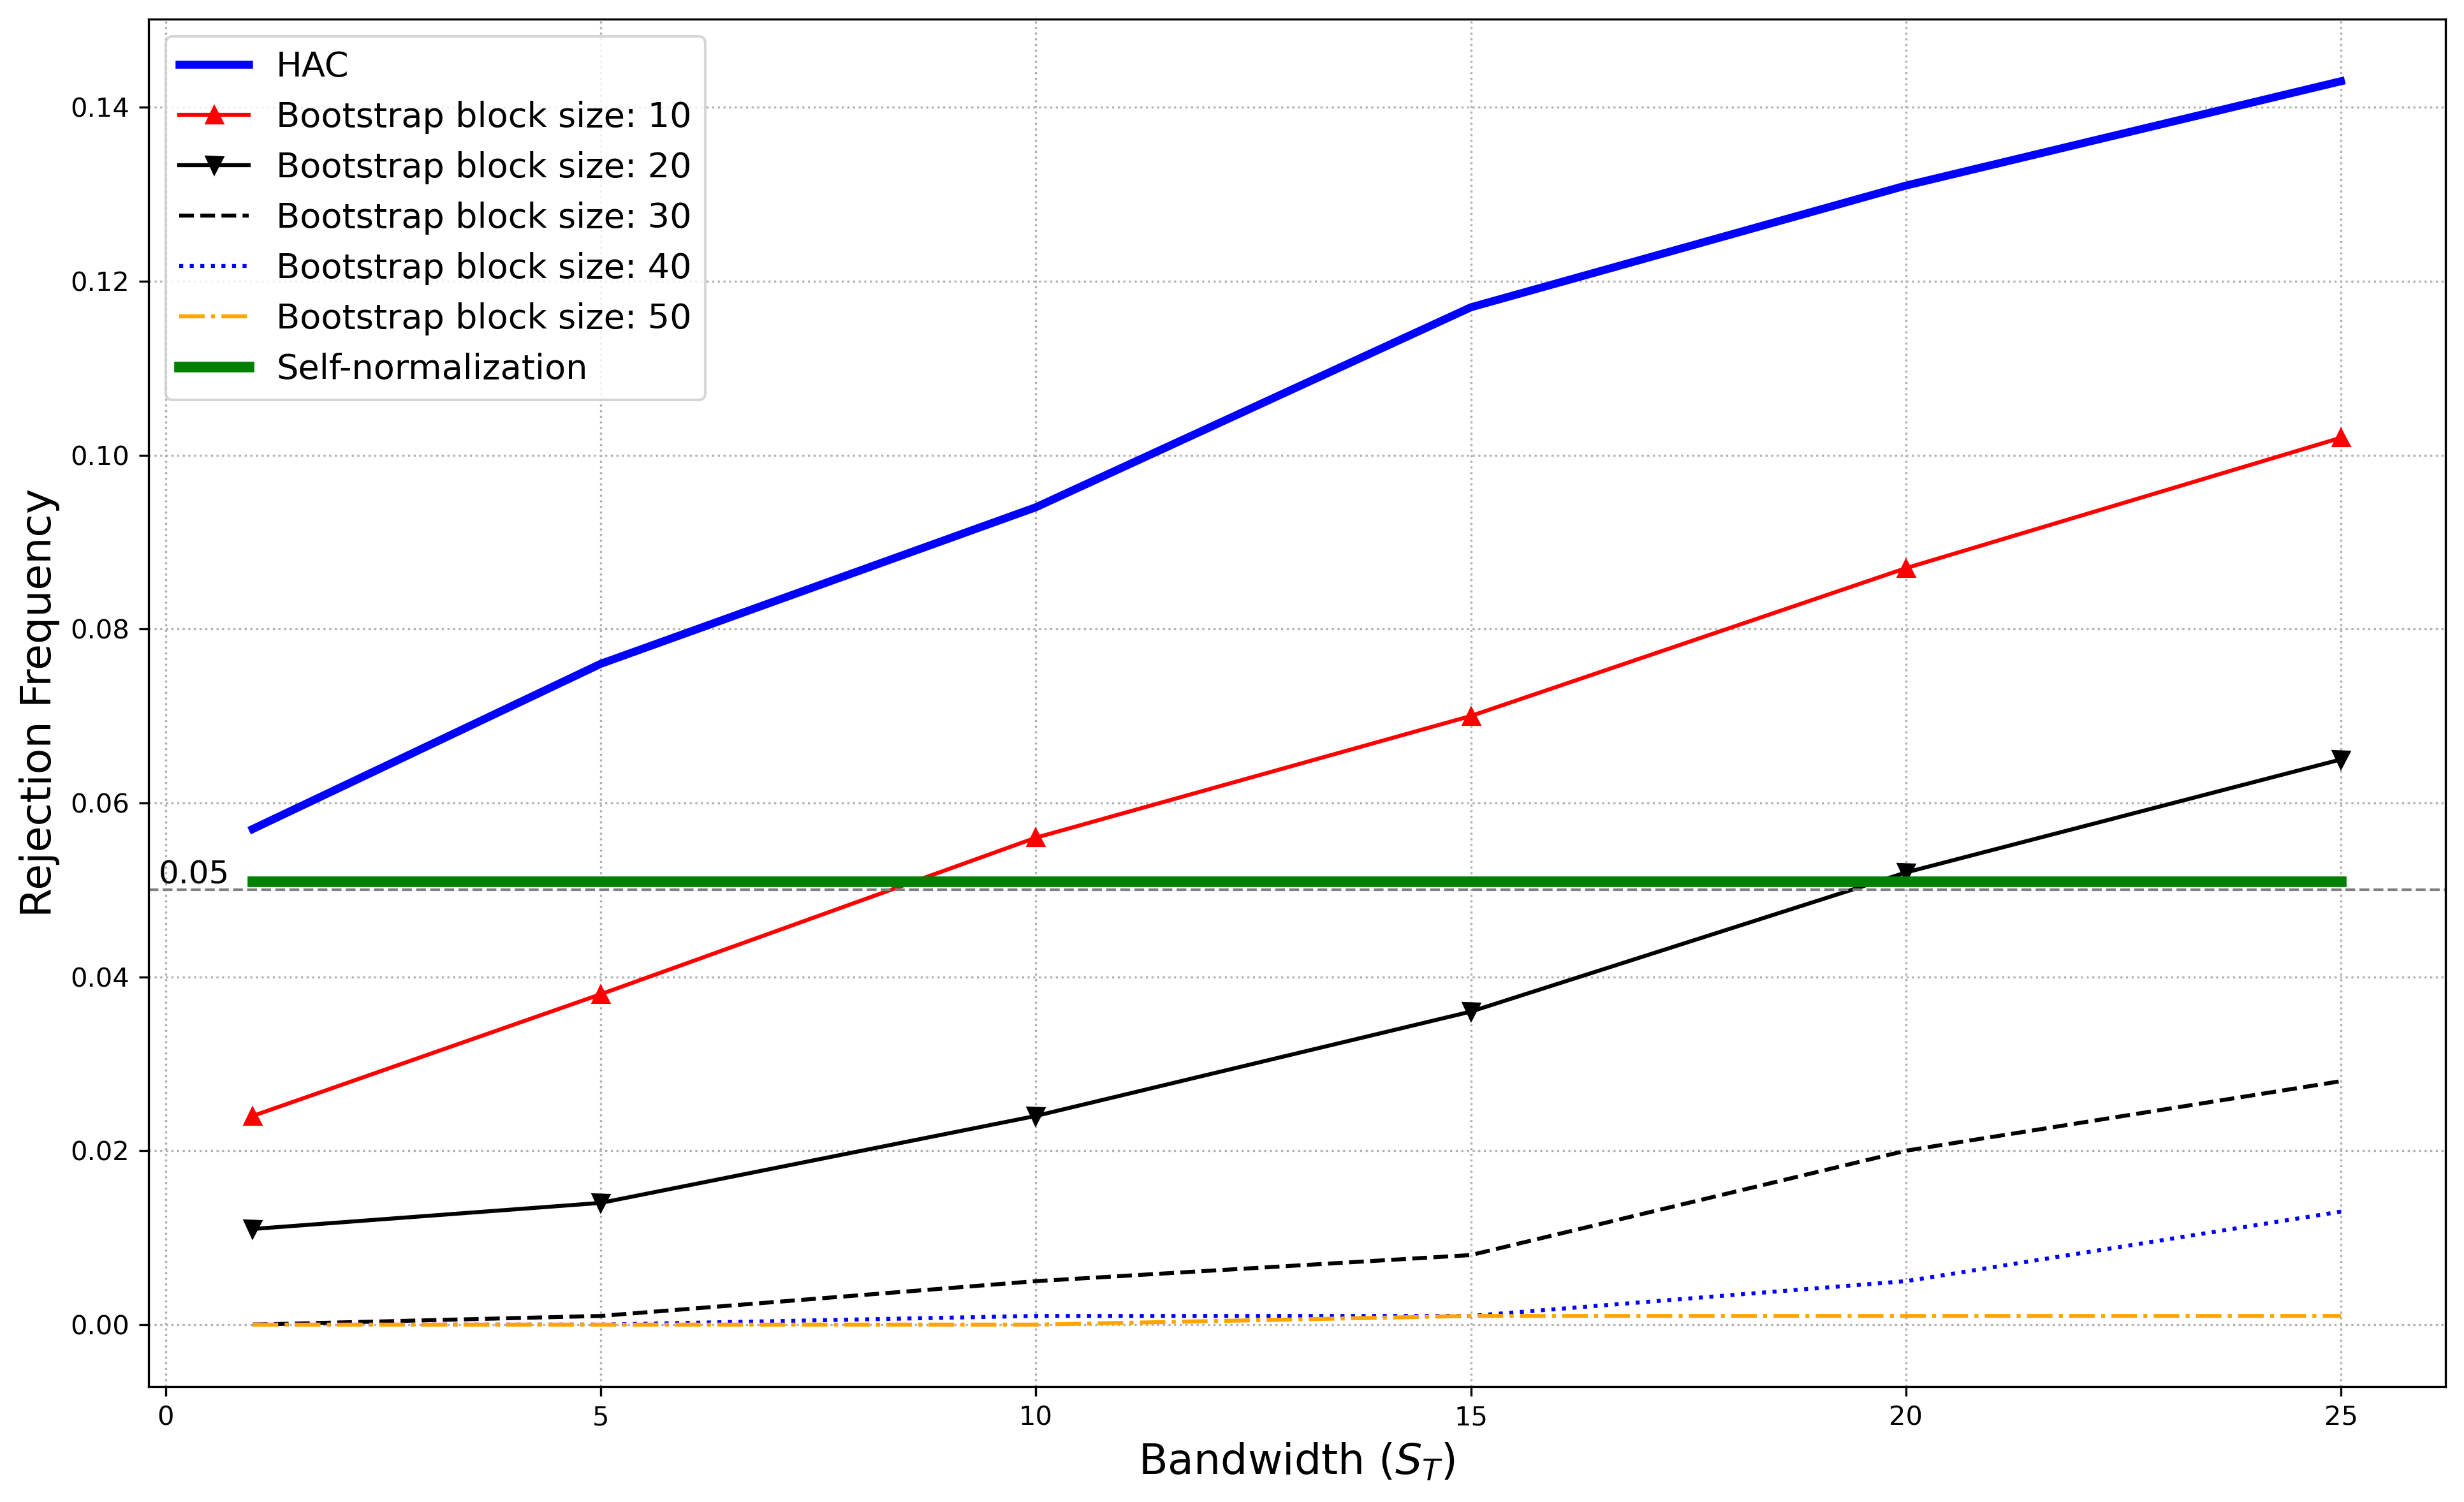 HAC
Bootstrap block size: 10
Bootstrap block size: 20
Bootstrap block size: 30
Bootstrap block size: 40
Bootstrap block size: 50
Self-normalization
Rejection Frequency
0.14
0.12
0.10
0.08
0.06
0.05
0.04
0.02
0.00
0 5 10 15 20 25
Bandwidth (S_T)